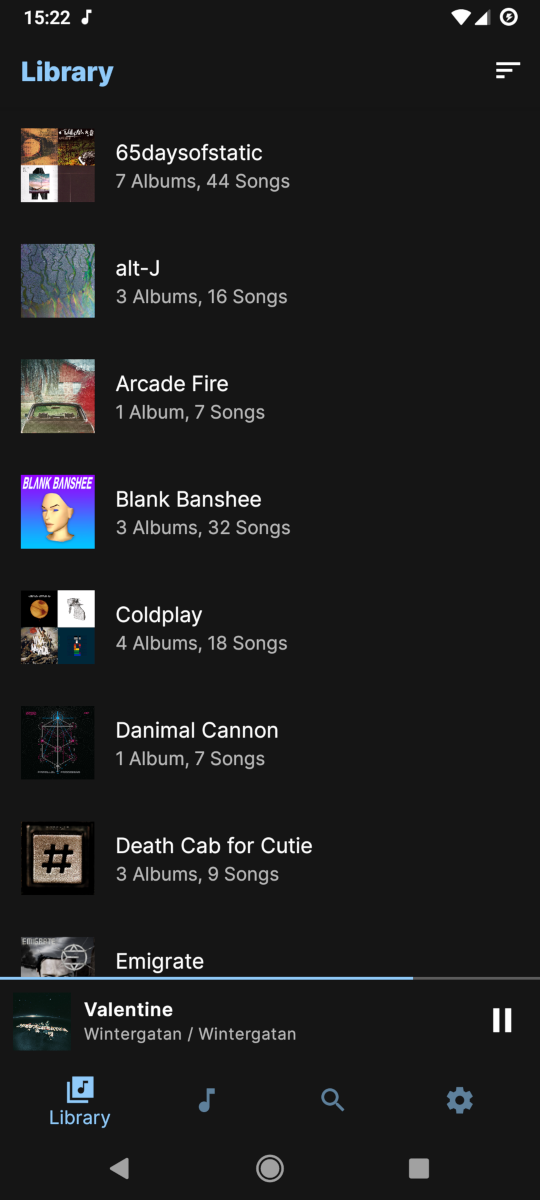 15:22
Library
65daysofstatic
7 Albums, 44 Songs
alt-J
3 Albums, 16 Songs
Arcade Fire
1 Album, 7 Songs
BLANK BANSHEE
Blank Banshee
3 Albums, 32 Songs
Coldplay
4 Albums, 18 Songs
Danimal Cannon
1 Album, 7 Songs
#
Death Cab for Cutie
3 Albums, 9 Songs
EMIGRATE
Emigrate
Valentine
Wintergatan / Wintergatan
Library